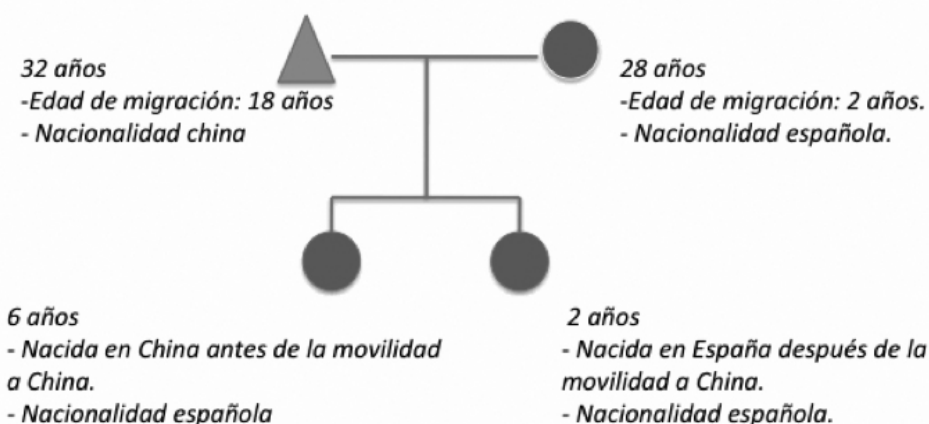 32 años
-Edad de migración: 18 años
- Nacionalidad china
28 años
-Edad de migración: 2 años.
- Nacionalidad española.
6 años
- Nacida en China antes de la movilidad
a China.
- Nacionalidad española
2 años
- Nacida en España después de la
movilidad a China.
- Nacionalidad española.